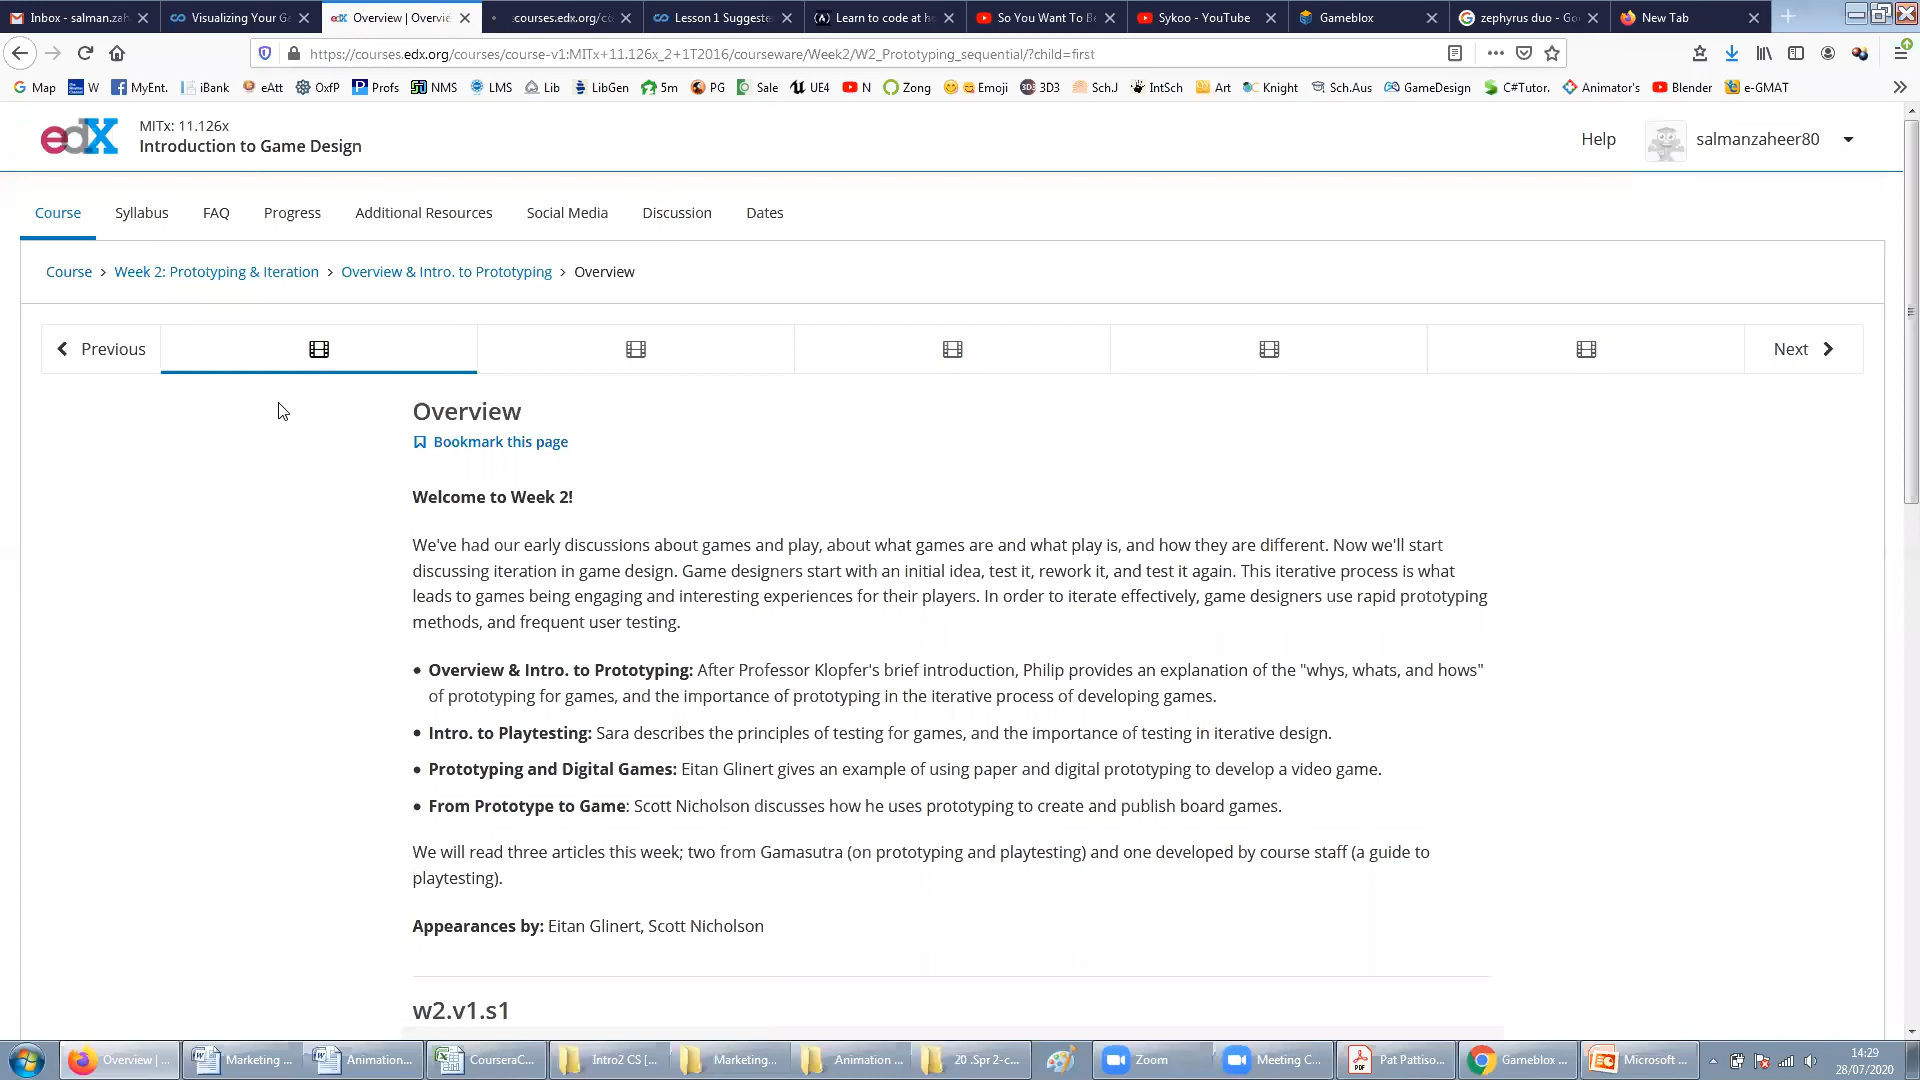 Inbox - salman.zah
Visualizing Your Ge
edX Overview | Overvie
:courses.edx.org/co
Lesson 1 Suggeste
Learn to code at ho
So You Want To Be
Sykoo - YouTube
Gameblox
zephyrus duo - Goo
New Tab
https://courses.edx.org/courses/course-v1:MITx+11.126x_2+1T2016/courseware/Week2/W2_Prototyping_sequential/?child=first
Map W MyEnt. iBank eAtt OxfP Profs NMS LMS Lib LibGen 5m PG Sale UE4 N Zong Emoji 3D3 Sch.J IntSch Art Knight Sch.Aus GameDesign C#Tutor. Animator's Blender e-GMAT
edX
MITx: 11.126x
Introduction to Game Design
Help salmanzaheer80
Course Syllabus FAQ Progress Additional Resources Social Media Discussion Dates
Course > Week 2: Prototyping & Iteration > Overview & Intro. to Prototyping > Overview
Previous Next
Overview
Bookmark this page
Welcome to Week 2!
We've had our early discussions about games and play, about what games are and what play is, and how they are different. Now we'll start
discussing iteration in game design. Game designers start with an initial idea, test it, rework it, and test it again. This iterative process is what
leads to games being engaging and interesting experiences for their players. In order to iterate effectively, game designers use rapid prototyping
methods, and frequent user testing.
• Overview & Intro. to Prototyping: After Professor Klopfer's brief introduction, Philip provides an explanation of the "whys, whats, and hows"
of prototyping for games, and the importance of prototyping in the iterative process of developing games.
• Intro. to Playtesting: Sara describes the principles of testing for games, and the importance of testing in iterative design.
• Prototyping and Digital Games: Eitan Glinert gives an example of using paper and digital prototyping to develop a video game.
• From Prototype to Game: Scott Nicholson discusses how he uses prototyping to create and publish board games.
We will read three articles this week; two from Gamasutra (on prototyping and playtesting) and one developed by course staff (a guide to
playtesting).
Appearances by: Eitan Glinert, Scott Nicholson
w2.v1.s1
Overview | ... Marketing ... Animation... CourseraC... Intro2 CS [... Marketing... Animation ... 20 .Spr 2-c... Zoom Meeting C... Pat Pattiso... Gameblox ... Microsoft ...
14:29
28/07/2020